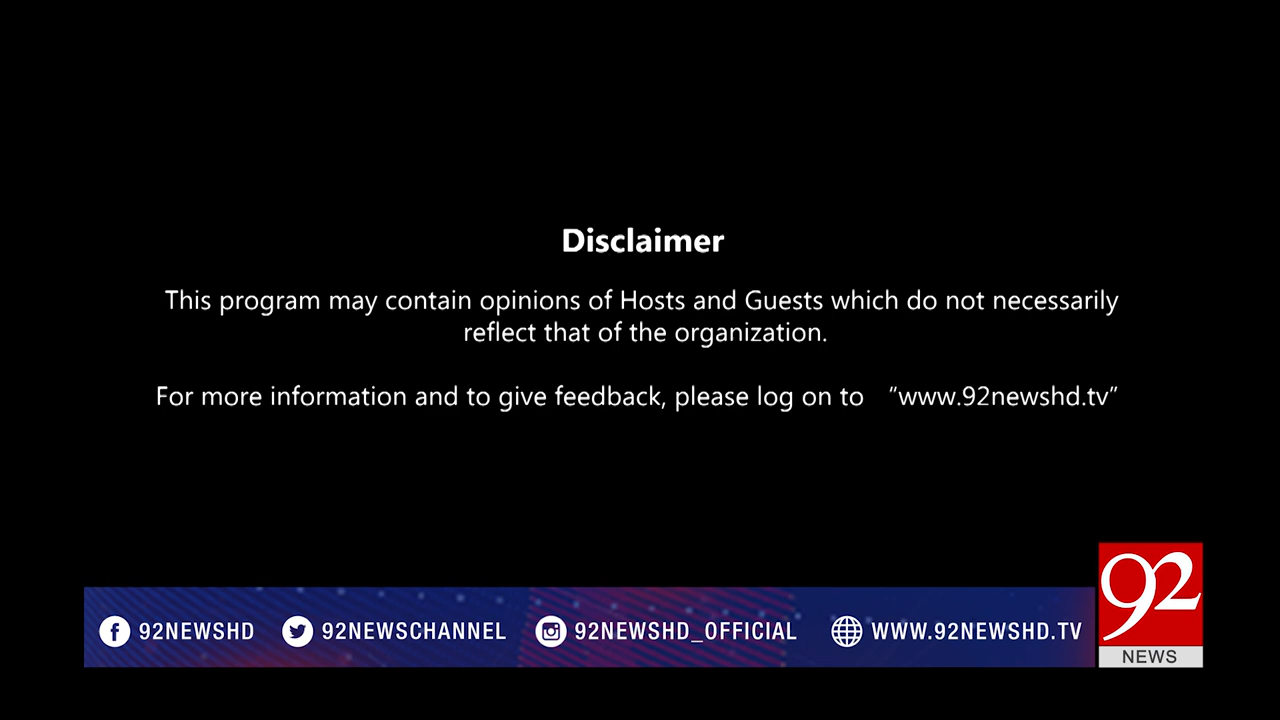 Disclaimer
This program may contain opinions of Hosts and Guests which do not necessarily
reflect that of the organization.
For more information and to give feedback, please log on to “www.92newshd.tv”
92NEWSHD 92NEWSCHANNEL 92NEWSHD_OFFICIAL WWW.92NEWSHD.TV
92
NEWS